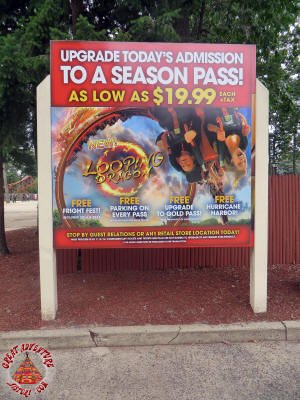 UPGRADE TODAY'S ADMISSION
TO A SEASON PASS!
AS LOW AS $19.99 EACH +TAX
NEW!
LOOPING
DRAGON
FREE
FRIGHT FEST!
FREE
PARKING ON
EVERY PASS
FREE
UPGRADE
TO GOLD PASS!
FREE
HURRICANE
HARBOR!
STOP BY GUEST RELATIONS OR ANY RETAIL STORE LOCATION TODAY!
GREAT ADVENTURE
HISTORY.COM